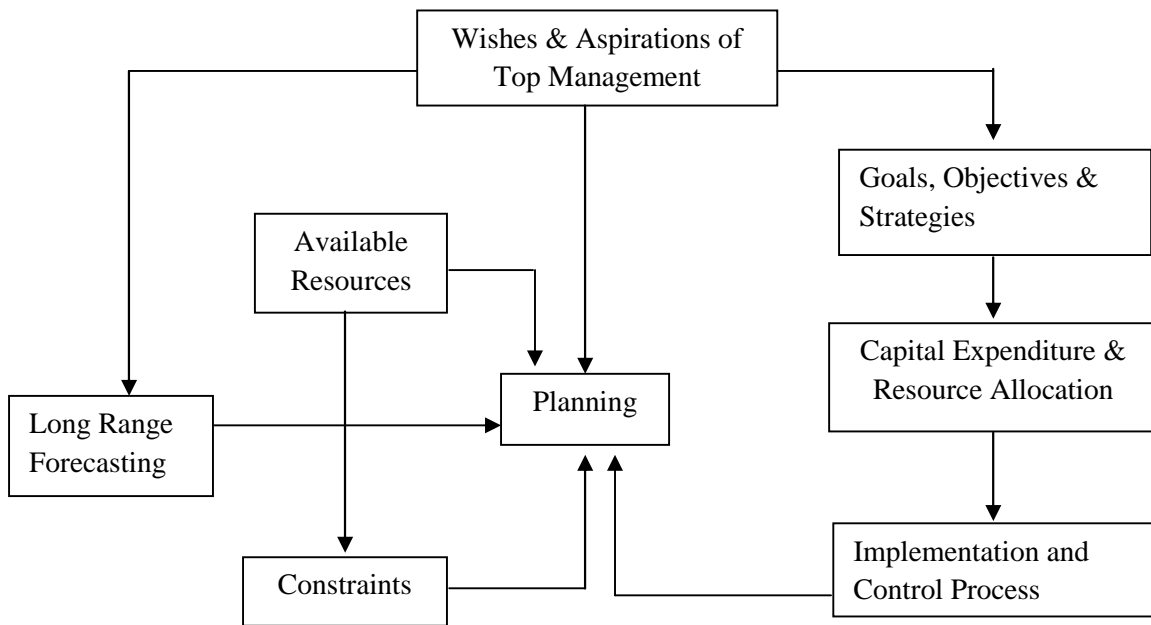 Wishes & Aspirations of
Top Management
Goals, Objectives &
Strategies
Available
Resources
Capital Expenditure &
Resource Allocation
Planning
Long Range
Forecasting
Constraints
Implementation and
Control Process